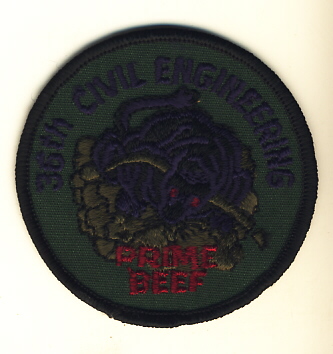 36th CIVIL ENGINEERING
PRIME
BEEF